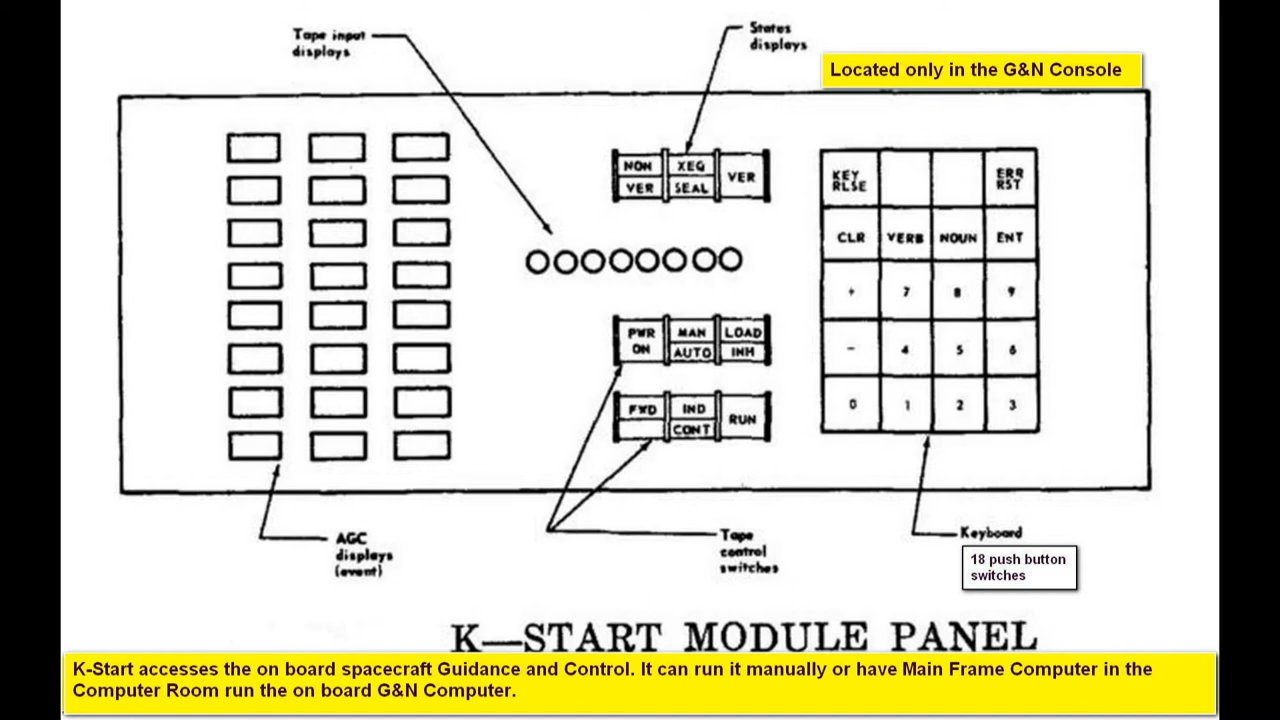 Tape input
displays
States
displays
Located only in the G&N Console
NON XEQ VER
VER SEAL
KEY RLSE ERR RST
CLR VERB NOUN ENT
+ 7 8 9
- 4 5 6
0 1 2 3
PWR ON MAN LOAD
AUTO INH
FWD IND RUN
CONT
AGC
displays
(event)
Tape
control
switches
Keyboard
18 push button
switches
K—START MODULE PANEL
K-Start accesses the on board spacecraft Guidance and Control. It can run it manually or have Main Frame Computer in the
Computer Room run the on board G&N Computer.